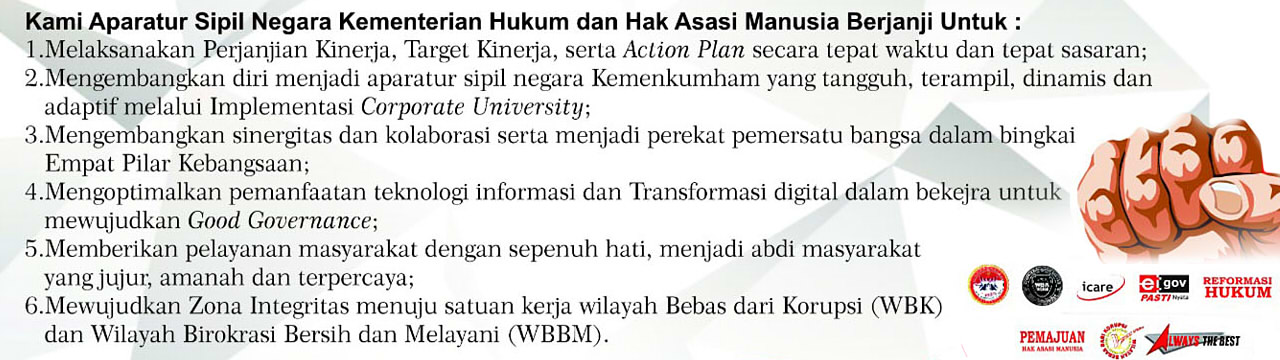 Kami Aparatur Sipil Negara Kementerian Hukum dan Hak Asasi Manusia Berjanji Untuk :
1.Melaksanakan Perjanjian Kinerja, Target Kinerja, serta Action Plan secara tepat waktu dan tepat sasaran;
2.Mengembangkan diri menjadi aparatur sipil negara Kemenkumham yang tangguh, terampil, dinamis dan
adaptif melalui Implementasi Corporate University;
3.Mengembangkan sinergitas dan kolaborasi serta menjadi perekat pemersatu bangsa dalam bingkai
Empat Pilar Kebangsaan;
4.Mengoptimalkan pemanfaatan teknologi informasi dan Transformasi digital dalam bekejra untuk
mewujudkan Good Governance;
5.Memberikan pelayanan masyarakat dengan sepenuh hati, menjadi abdi masyarakat
yang jujur, amanah dan terpercaya;
6.Mewujudkan Zona Integritas menuju satuan kerja wilayah Bebas dari Korupsi (WBK)
dan Wilayah Birokrasi Bersih dan Melayani (WBBM).
icare
e gov
PASTI Nyata
REFORMASI
HUKUM
PEMAJUAN
HAK ASASI MANUSIA
ALWAYS THE BEST